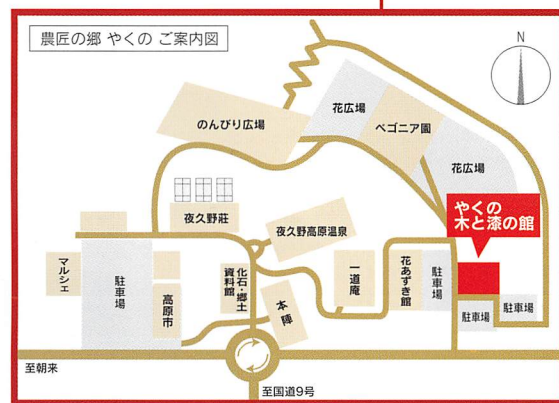 農匠の郷 やくの ご案内図
N
花広場
ベゴニア園
のんびり広場
花広場
やくの
木と漆の館
夜久野荘
夜久野高原温泉
マルシェ
駐車場
高原市
化石・郷土
資料館
本陣
一道庵
花あずき館
駐車場
駐車場
駐車場
至朝来
至国道9号